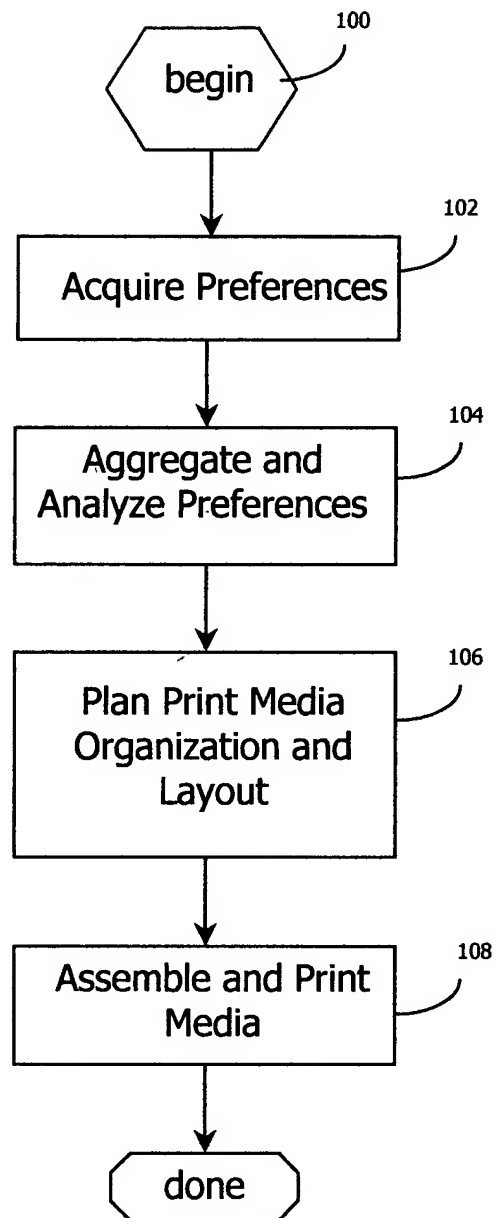 100
begin
102
Acquire Preferences
104
Aggregate and
Analyze Preferences
106
Plan Print Media
Organization and
Layout
108
Assemble and Print
Media
done